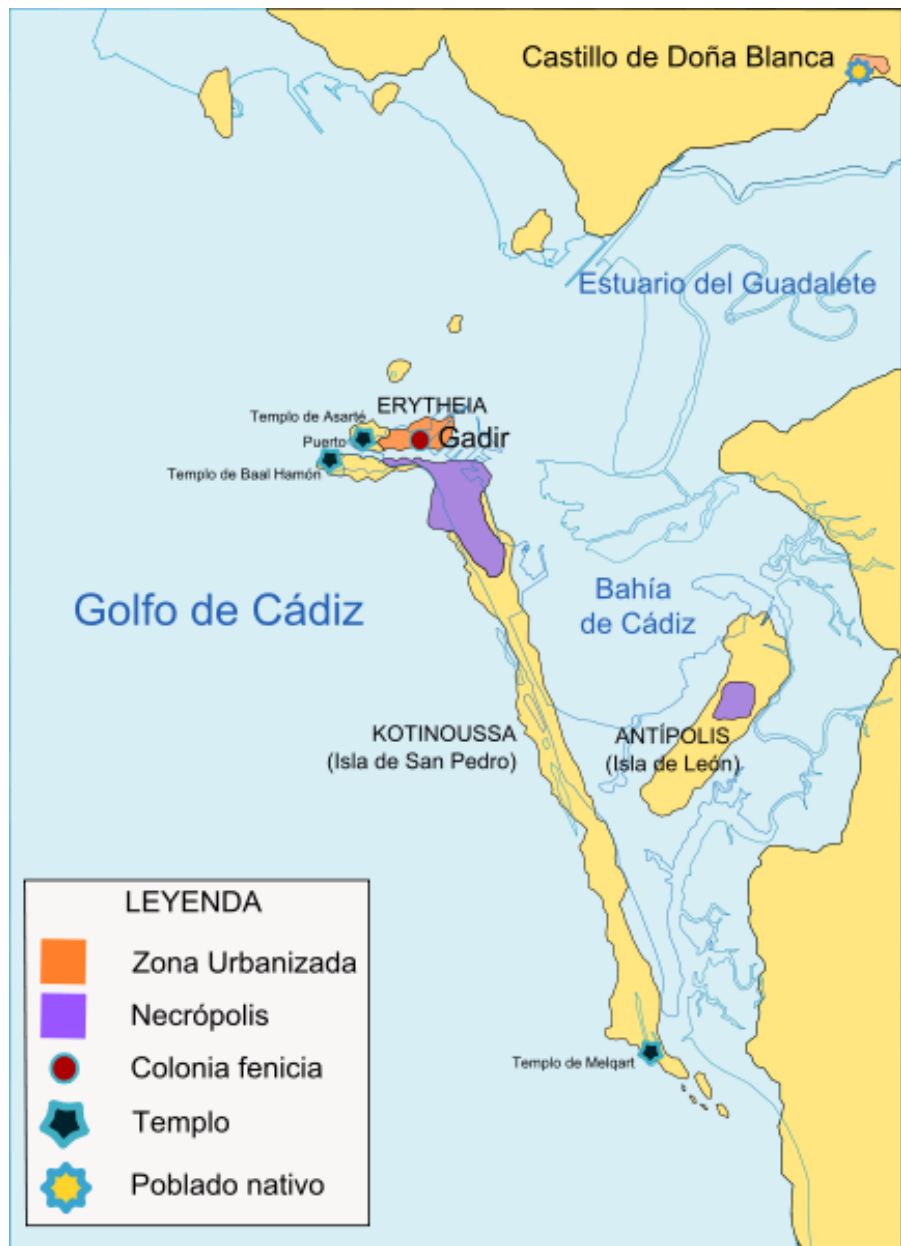 Castillo de Doña Blanca
Estuario del Guadalete
ERYTHEIA
Templo de Asarté
Gadir
Puerto
Templo de Baal Hamón
Golfo de Cádiz
Bahía
de Cádiz
KOTINOUSSA
(Isla de San Pedro)
ANTÍPOLIS
(Isla de León)
Templo de Melqart
LEYENDA
Zona Urbanizada
Necrópolis
Colonia fenicia
Templo
Poblado nativo